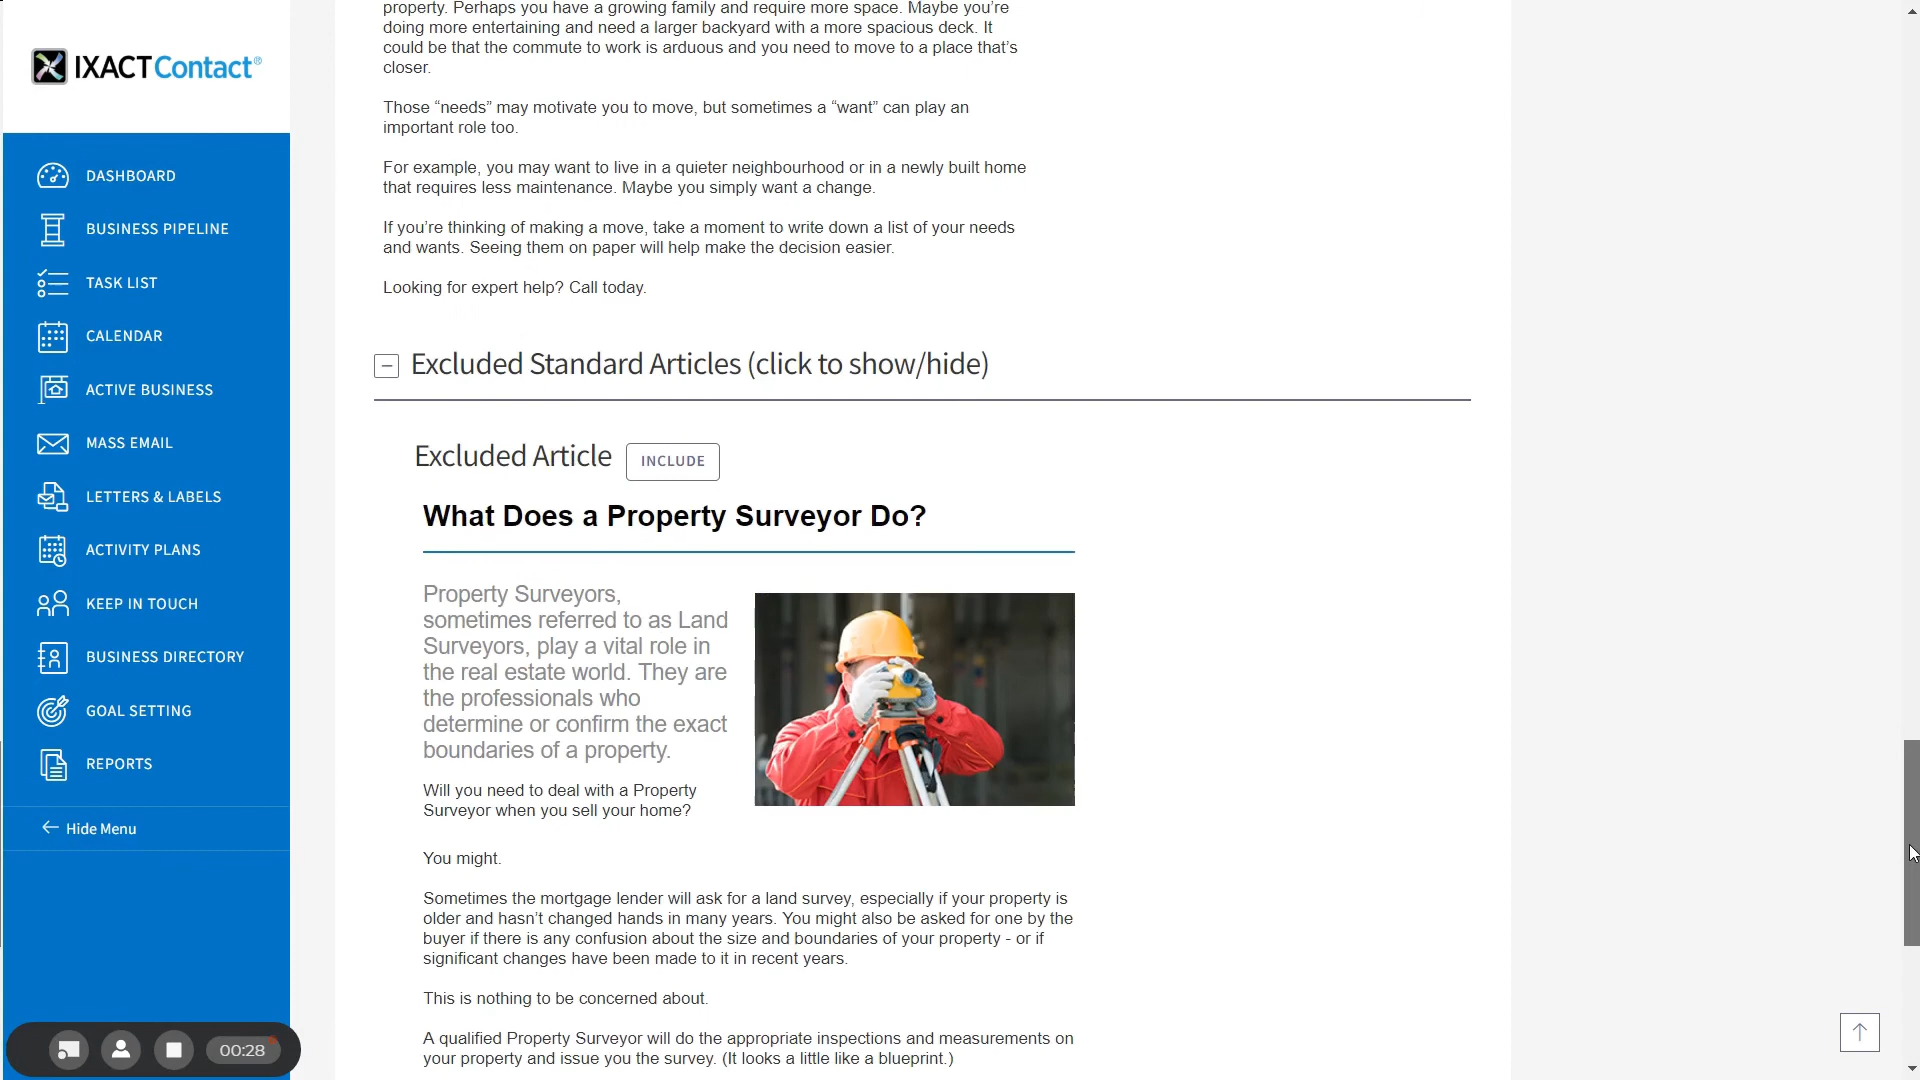 IXACTContact®
DASHBOARD
BUSINESS PIPELINE
TASK LIST
CALENDAR
ACTIVE BUSINESS
MASS EMAIL
LETTERS & LABELS
ACTIVITY PLANS
KEEP IN TOUCH
BUSINESS DIRECTORY
GOAL SETTING
REPORTS
Hide Menu
00:28
property. Perhaps you have a growing family and require more space. Maybe you’re
doing more entertaining and need a larger backyard with a more spacious deck. It
could be that the commute to work is arduous and you need to move to a place that’s
closer.
Those “needs” may motivate you to move, but sometimes a “want” can play an
important role too.
For example, you may want to live in a quieter neighbourhood or in a newly built home
that requires less maintenance. Maybe you simply want a change.
If you’re thinking of making a move, take a moment to write down a list of your needs
and wants. Seeing them on paper will help make the decision easier.
Looking for expert help? Call today.
Excluded Standard Articles (click to show/hide)
Excluded Article
INCLUDE
What Does a Property Surveyor Do?
Property Surveyors,
sometimes referred to as Land
Surveyors, play a vital role in
the real estate world. They are
the professionals who
determine or confirm the exact
boundaries of a property.
Will you need to deal with a Property
Surveyor when you sell your home?
You might.
Sometimes the mortgage lender will ask for a land survey, especially if your property is
older and hasn’t changed hands in many years. You might also be asked for one by the
buyer if there is any confusion about the size and boundaries of your property - or if
significant changes have been made to it in recent years.
This is nothing to be concerned about.
A qualified Property Surveyor will do the appropriate inspections and measurements on
your property and issue you the survey. (It looks a little like a blueprint.)